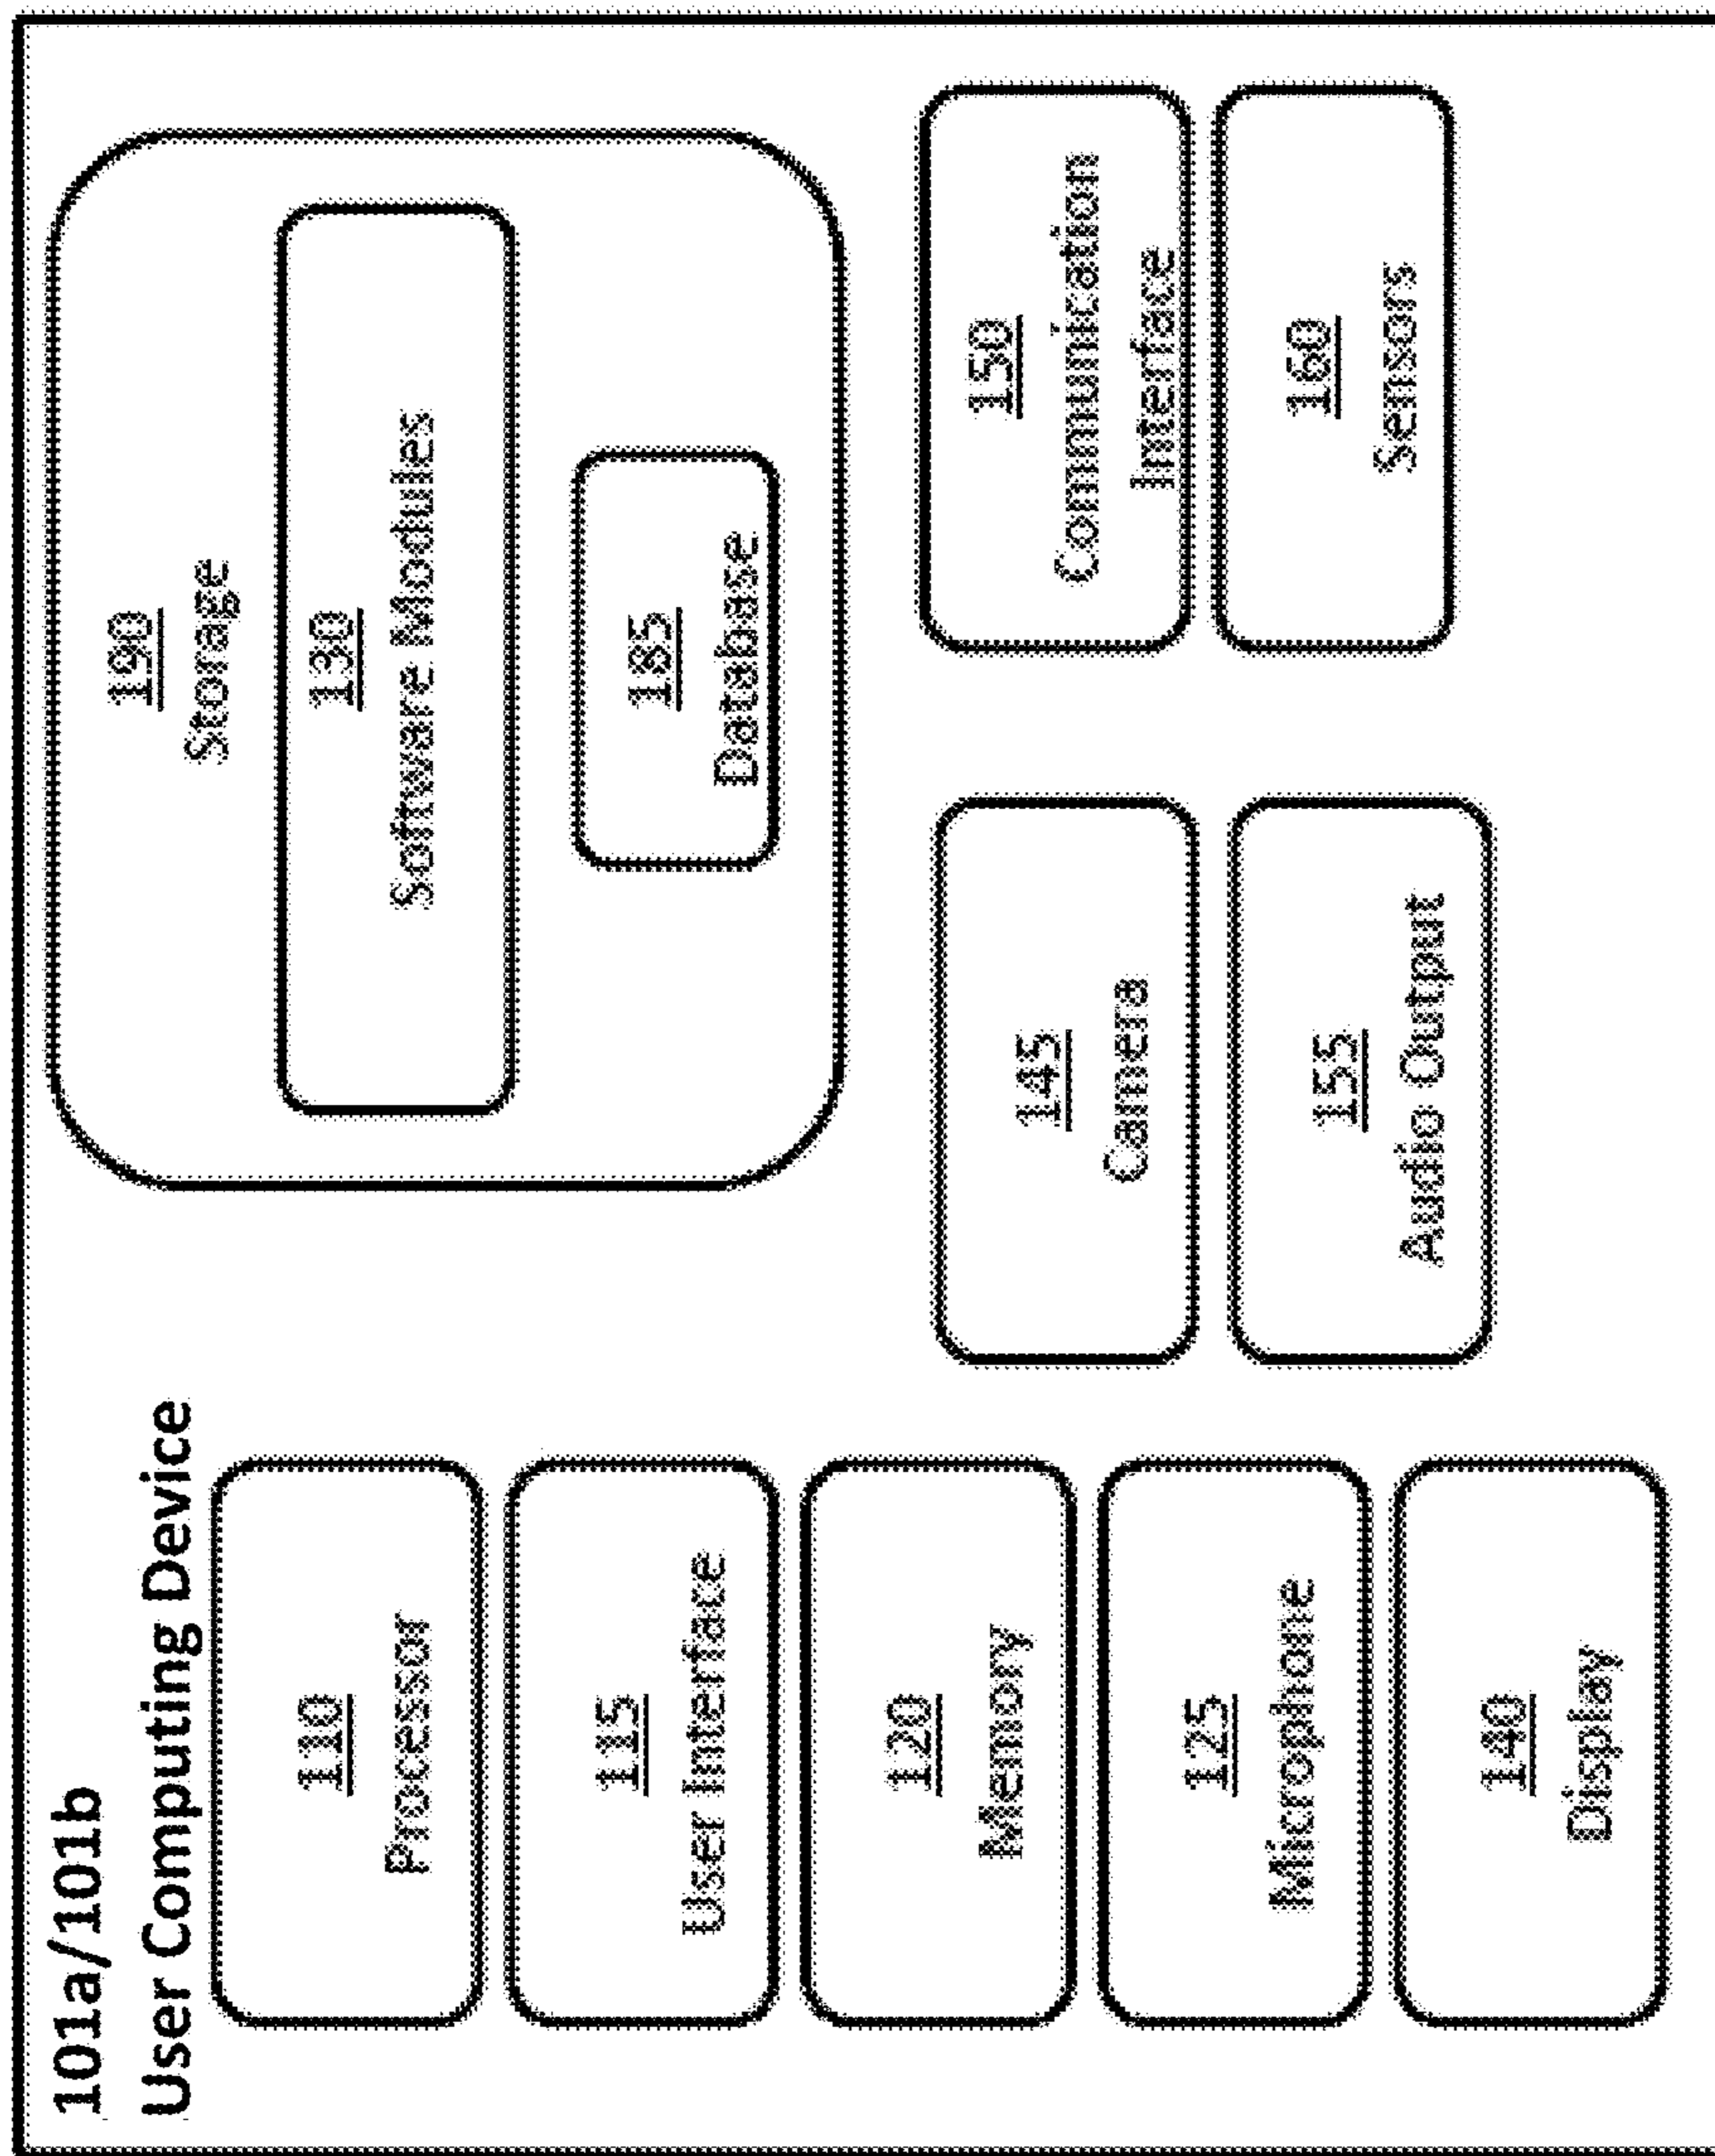 101a/101b
User Computing Device
110
Processor
115
User Interface
120
Memory
125
Microphone
140
Display
145
Camera
155
Audio Output
190
Storage
130
Software Modules
185
Database
150
Communication
Interface
160
Sensors